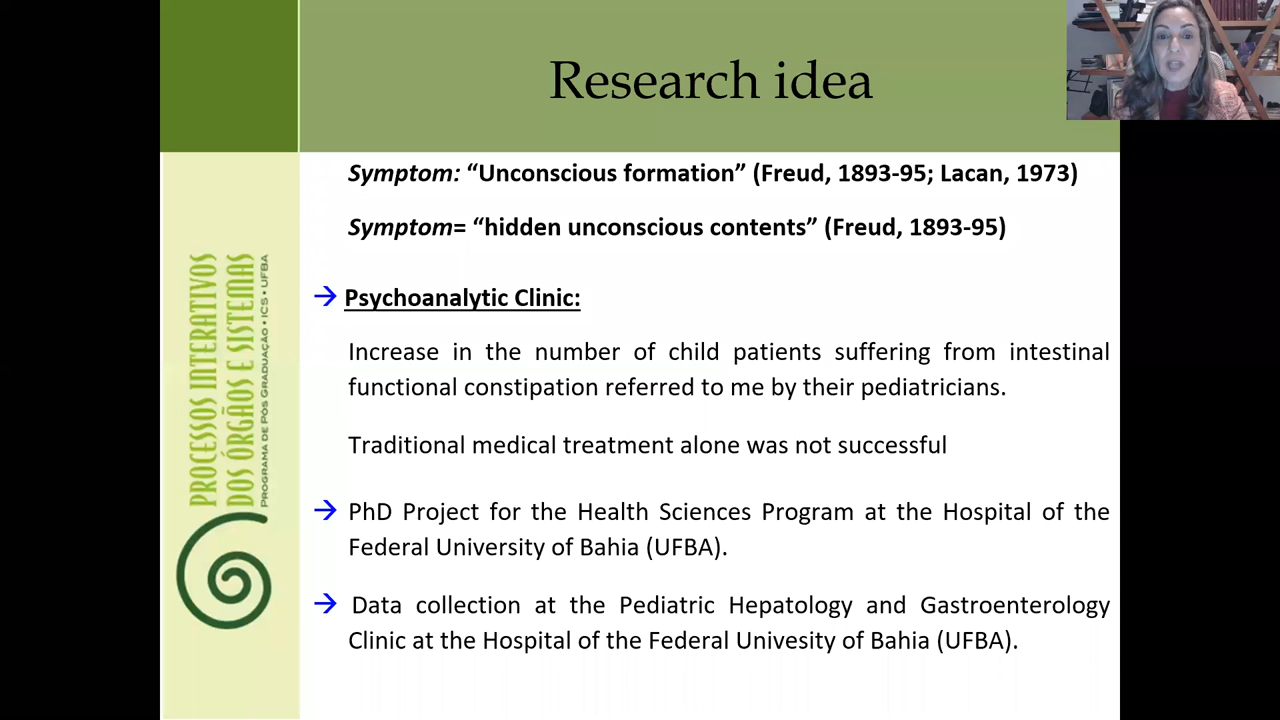 Research idea
Symptom: “Unconscious formation” (Freud, 1893-95; Lacan, 1973)
Symptom= “hidden unconscious contents” (Freud, 1893-95)
→ Psychoanalytic Clinic:
Increase in the number of child patients suffering from intestinal
functional constipation referred to me by their pediatricians.
Traditional medical treatment alone was not successful
→ PhD Project for the Health Sciences Program at the Hospital of the
Federal University of Bahia (UFBA).
→ Data collection at the Pediatric Hepatology and Gastroenterology
Clinic at the Hospital of the Federal Univesity of Bahia (UFBA).
PROCESSOS INTERATIVOS
DOS ÓRGÃOS E SISTEMAS
PROGRAMA DE PÓS GRADUAÇÃO • ICS • UFBA